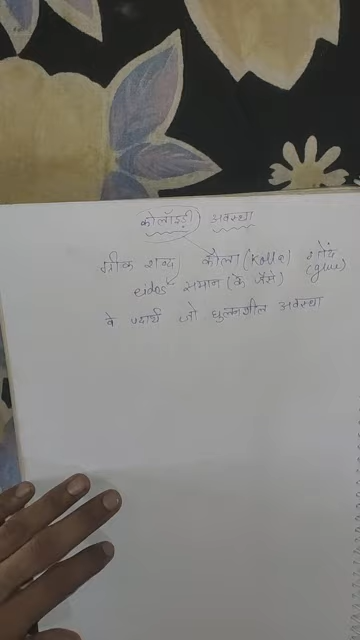 कोलॉइडी अवस्था
ग्रीक शब्द कोला (Kolla) गोंद (glue)
eidos समान (के जैसे)
वे पदार्थ जो घुलनशील अवस्था